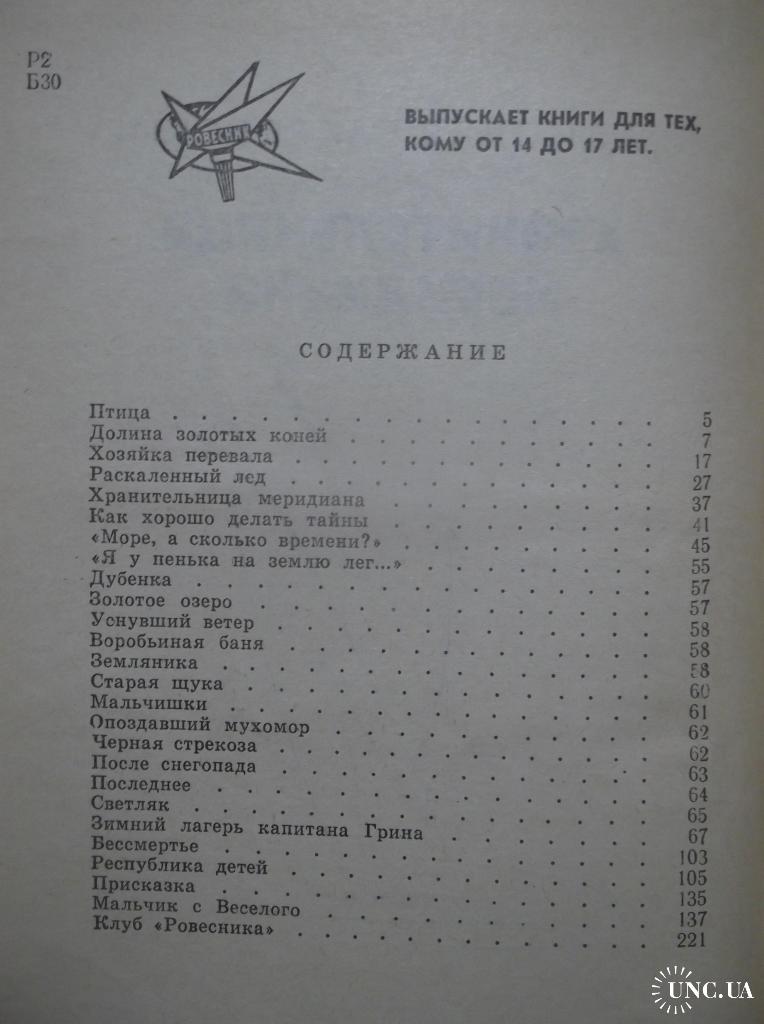 Р2
Б30
РОВЕСНИК
ВЫПУСКАЕТ КНИГИ ДЛЯ ТЕХ,
КОМУ ОТ 14 ДО 17 ЛЕТ.
СОДЕРЖАНИЕ
Птица . . . . . . . . . . . . . . . . . 5
Долина золотых коней . . . . . . . . . . . 7
Хозяйка перевала . . . . . . . . . . . . . 17
Раскаленный лед . . . . . . . . . . . . . 27
Хранительница меридиана . . . . . . . . . 37
Как хорошо делать тайны . . . . . . . . . 41
«Море, а сколько времени?» . . . . . . . . . 45
«Я у пенька на землю лег...» . . . . . . . . 55
Дубенка . . . . . . . . . . . . . . . . 57
Золотое озеро . . . . . . . . . . . . . . 57
Уснувший ветер . . . . . . . . . . . . . 58
Воробьиная баня . . . . . . . . . . . . . 58
Земляника . . . . . . . . . . . . . . . 58
Старая щука . . . . . . . . . . . . . . . 60
Мальчишки . . . . . . . . . . . . . . . 61
Опоздавший мухомор . . . . . . . . . . . 62
Черная стрекоза . . . . . . . . . . . . . 62
После снегопада . . . . . . . . . . . . . 63
Последнее . . . . . . . . . . . . . . . 64
Светляк . . . . . . . . . . . . . . . . 65
Зимний лагерь капитана Грина . . . . . . . 67
Бессмертье . . . . . . . . . . . . . . . 103
Республика детей . . . . . . . . . . . . . 105
Присказка . . . . . . . . . . . . . . . 135
Мальчик с Веселого . . . . . . . . . . . 137
Клуб «Ровесника» . . . . . . . . . . . . 221
UNC.UA